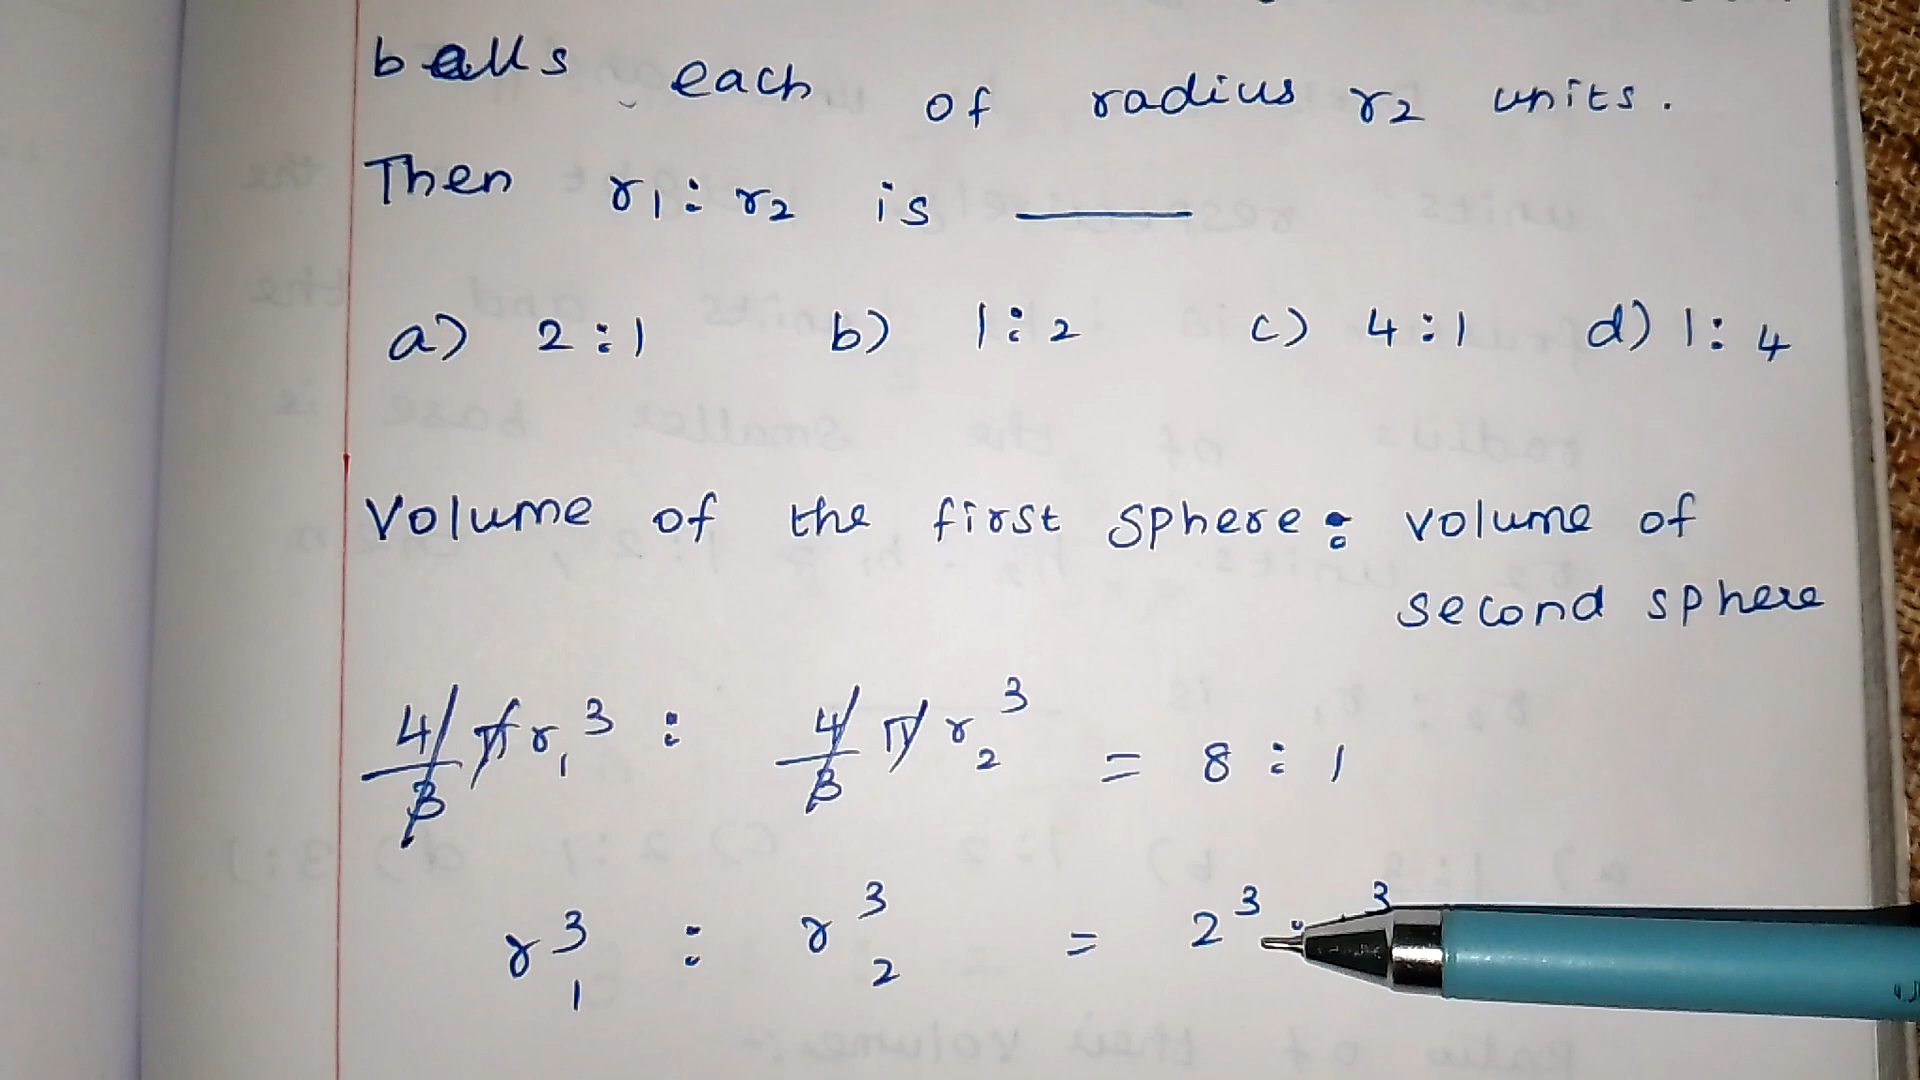 balls each of radius r2 units.
Then r1 : r2 is ____
a) 2:1 b) 1:2 c) 4:1 d) 1:4
Volume of the first sphere : volume of
second sphere
4/3 πr₁³ : 4/3 πr₂³ = 8 : 1
r₁³ : r₂³ = 2³ : ³